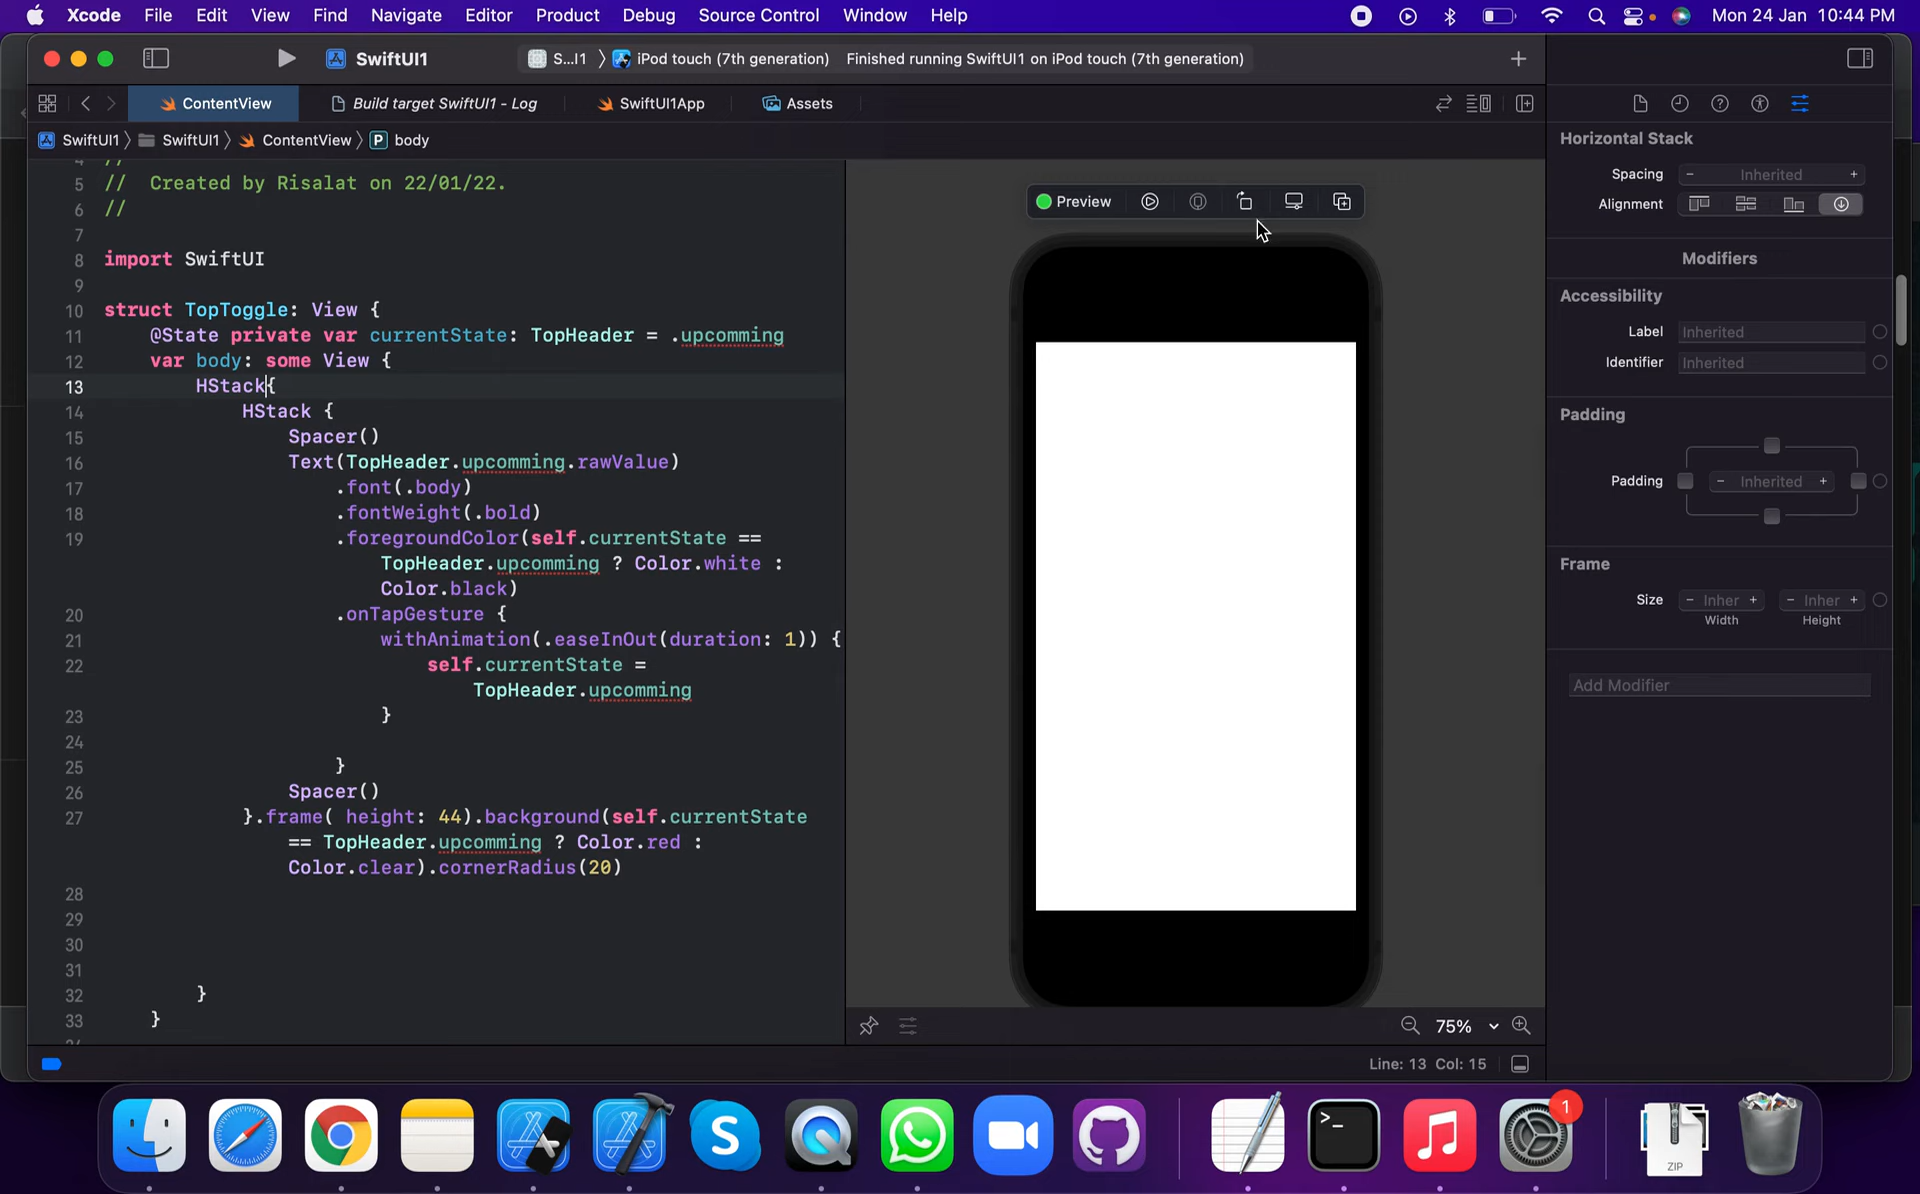 Xcode File Edit View Find Navigate Editor Product Debug Source Control Window Help Mon 24 Jan 10:44 PM
SwiftUI1 S...I1 iPod touch (7th generation) Finished running SwiftUI1 on iPod touch (7th generation)
ContentView Build target SwiftUI1 - Log SwiftUI1App Assets
SwiftUI1 SwiftUI1 ContentView P body
4 //
5 // Created by Risalat on 22/01/22.
6 //
7
8 import SwiftUI
9
10 struct TopToggle: View {
11 @State private var currentState: TopHeader = .upcomming
12 var body: some View {
13 HStack{
14 HStack {
15 Spacer()
16 Text(TopHeader.upcomming.rawValue)
17 .font(.body)
18 .fontWeight(.bold)
19 .foregroundColor(self.currentState ==
TopHeader.upcomming ? Color.white :
Color.black)
20 .onTapGesture {
21 withAnimation(.easeInOut(duration: 1)) {
22 self.currentState =
TopHeader.upcomming
23 }
24
25 }
26 Spacer()
27 }.frame( height: 44).background(self.currentState
== TopHeader.upcomming ? Color.red :
Color.clear).cornerRadius(20)
28
29
30
31
32 }
33 }
Preview
75%
Line: 13 Col: 15
Horizontal Stack
Spacing - Inherited +
Alignment
Modifiers
Accessibility
Label Inherited
Identifier Inherited
Padding
Padding - Inherited +
Frame
Size - Inher + - Inher +
Width Height
Add Modifier
S >_ 1
ZIP